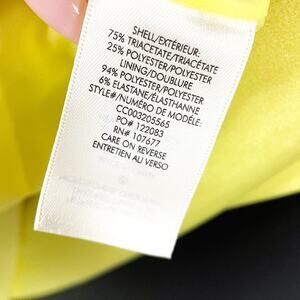 SHELL/EXTÉRIEUR:
75% TRIACETATE/TRIACÉTATE
25% POLYESTER/POLYESTER
LINING/DOUBLURE
94% POLYESTER/POLYESTER
6% ELASTANE/ÉLASTHANNE
STYLE#/NUMÉRO DE MODÈLE:
CC003205565
PO# 122083
RN# 107677
CARE ON REVERSE
ENTRETIEN AU VERSO